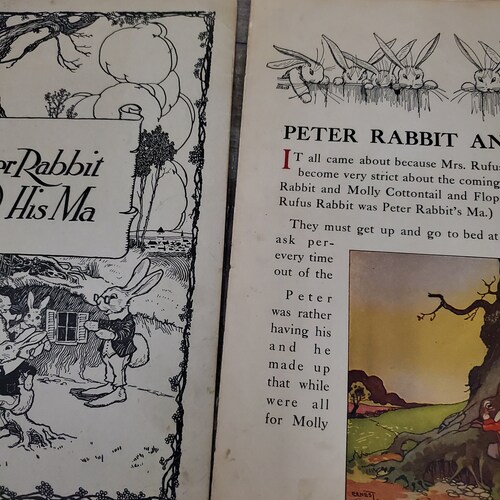 Rabbit
His Ma
PETER RABBIT AN
IT all came about because Mrs. Rufus
become very strict about the coming
Rabbit and Molly Cottontail and Flop
Rufus Rabbit was Peter Rabbit's Ma.)
They must get up and go to bed at
ask per-
every time
out of the
Peter
was rather
having his
and he
made up
that while
were all
for Molly
ERNEST